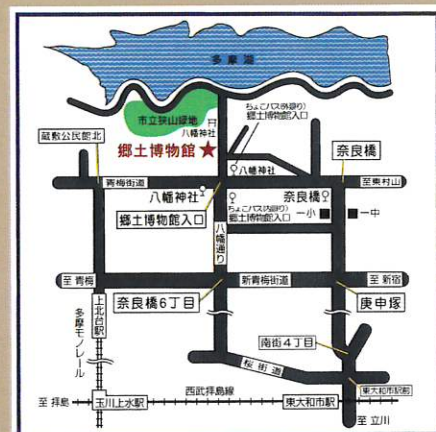 多摩湖
市立狭山緑地
八幡神社
ちょこバス(外廻り)
郷土博物館入口
蔵敷公民館北
郷土博物館★
八幡神社
奈良橋
青梅街道
至東村山
八幡神社
ちょこバス(内廻り)
郷土博物館入口
奈良橋
郷土博物館入口
一小
一中
八幡通り
至青梅
新青梅街道
至新宿
奈良橋6丁目
庚申塚
上北台駅
多摩モノレール
南街4丁目
桜街道
東大和市駅前
至拝島
玉川上水駅
西武拝島線
東大和市駅
至立川